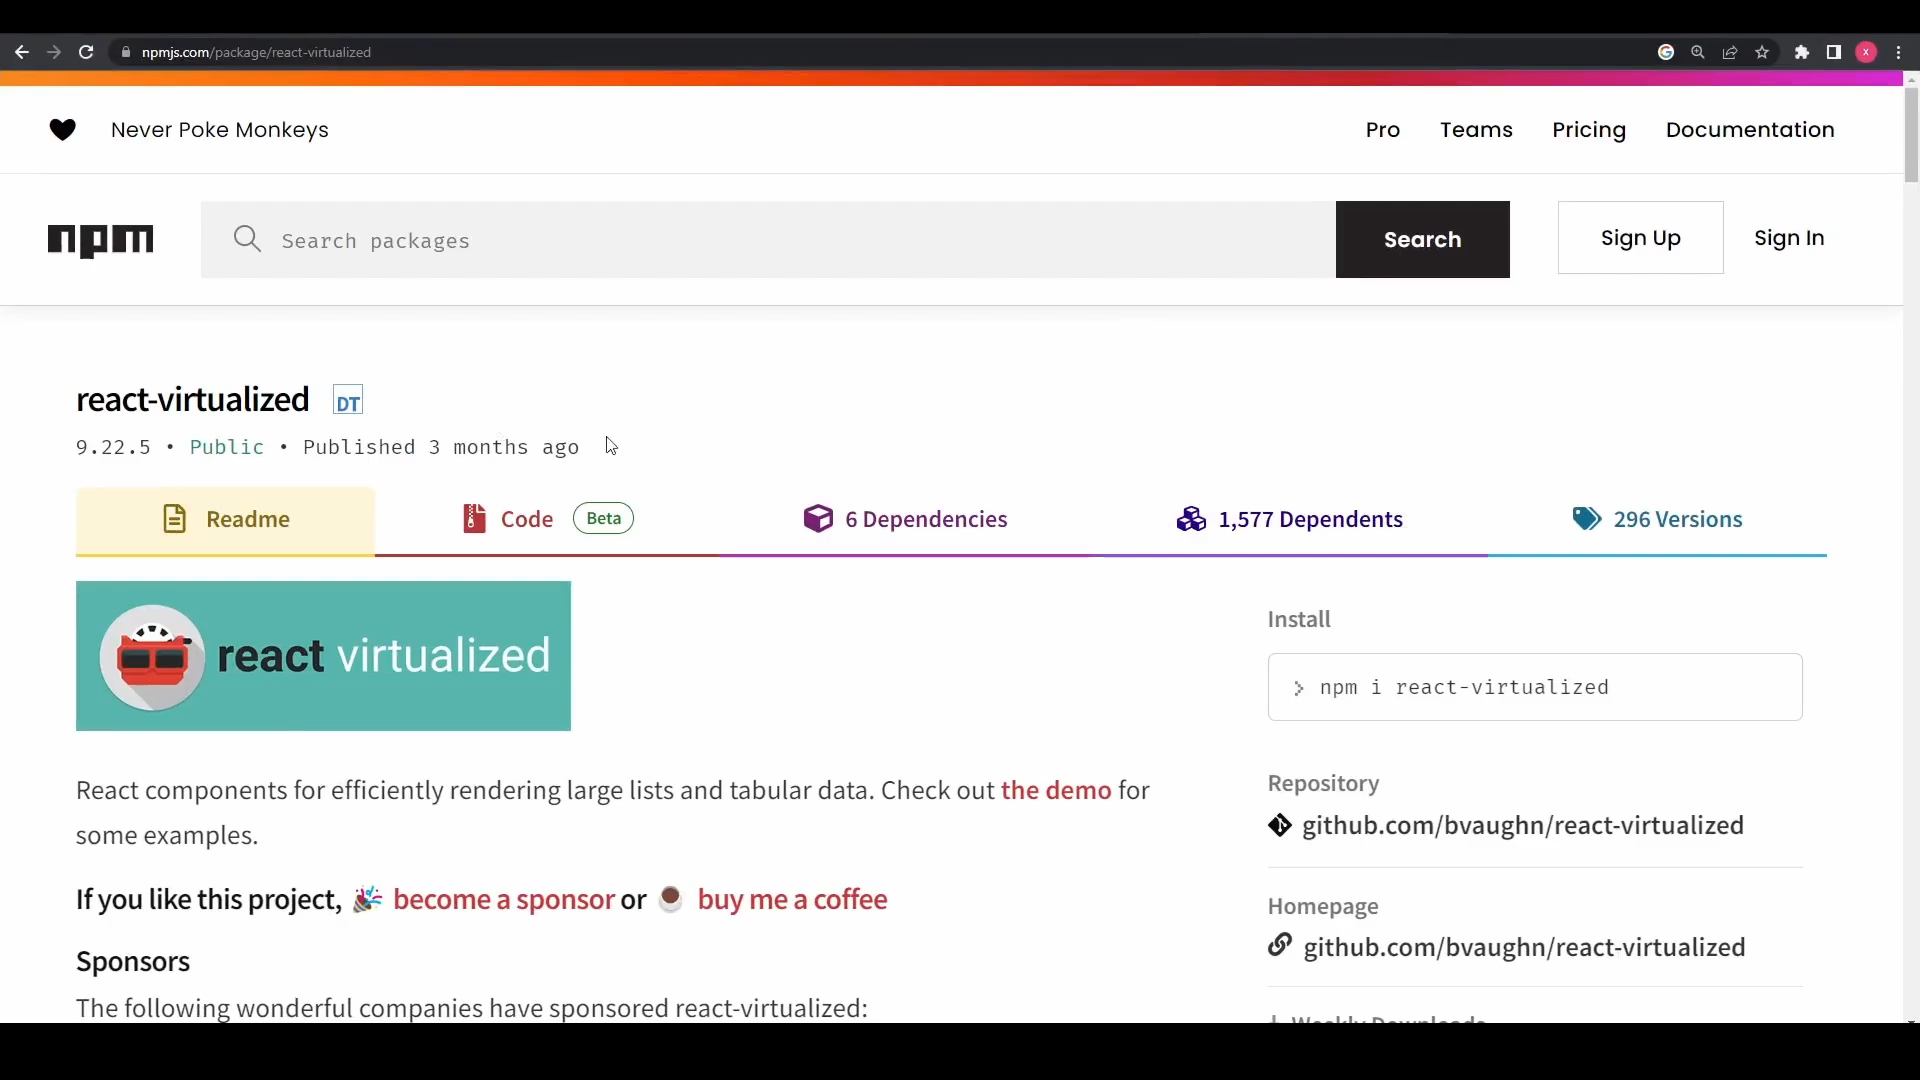 npmjs.com/package/react-virtualized
x
Never Poke Monkeys
Pro
Teams
Pricing
Documentation
npm
Search packages
Search
Sign Up
Sign In
react-virtualized
DT
9.22.5 • Public • Published 3 months ago
Readme
Code
Beta
6 Dependencies
1,577 Dependents
296 Versions
react virtualized
React components for efficiently rendering large lists and tabular data. Check out the demo for
some examples.
If you like this project, 🎉 become a sponsor or ☕ buy me a coffee
Sponsors
The following wonderful companies have sponsored react-virtualized:
Install
npm i react-virtualized
Repository
github.com/bvaughn/react-virtualized
Homepage
github.com/bvaughn/react-virtualized
Weekly Downloads